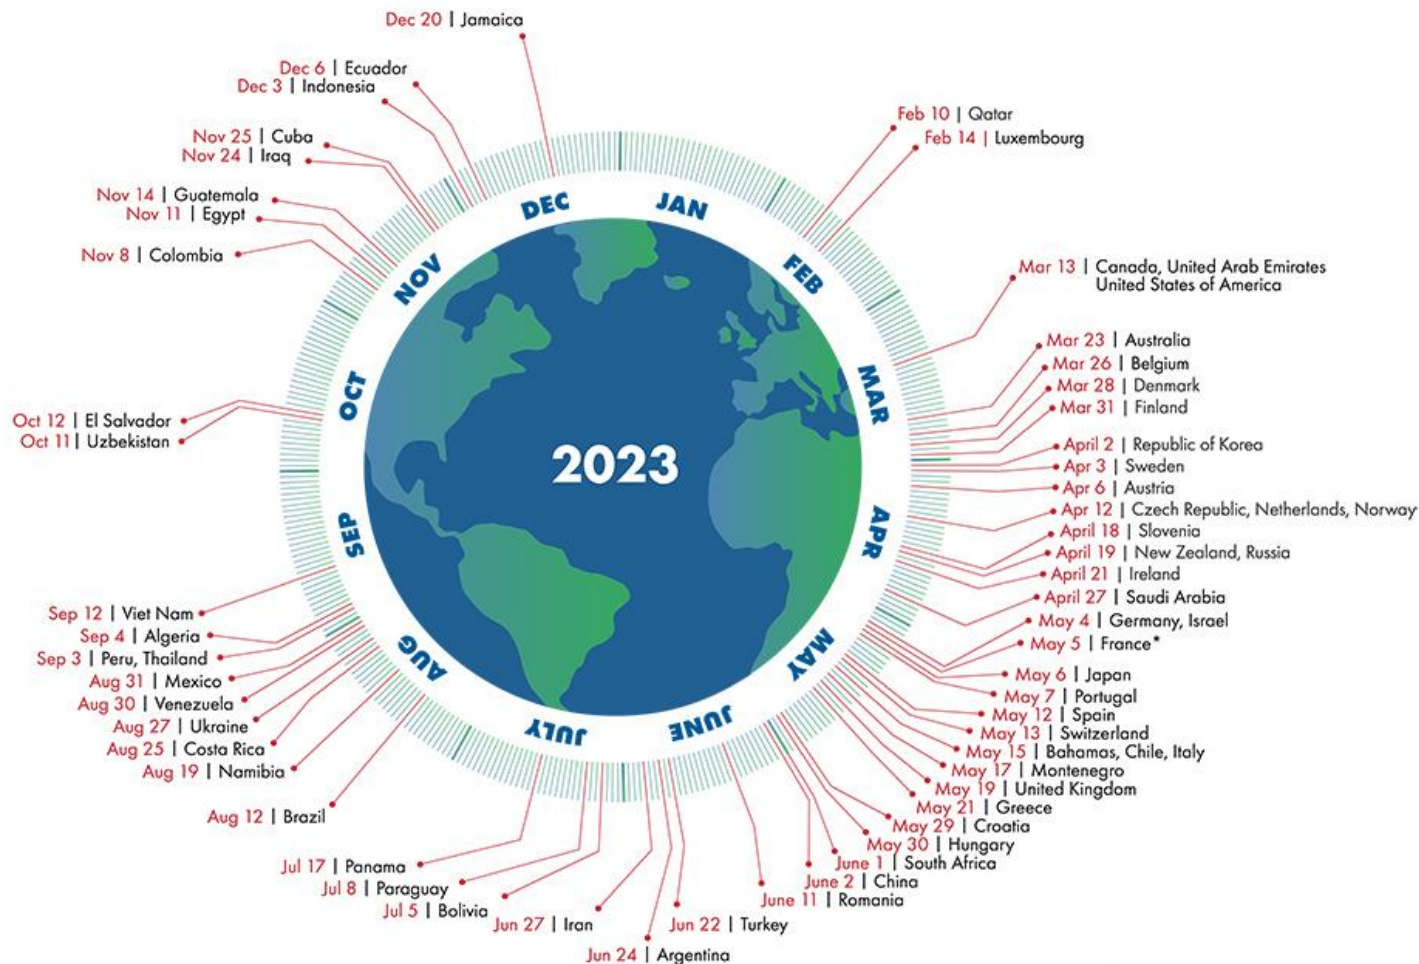 Dec 20 | Jamaica
Dec 6 | Ecuador
Dec 3 | Indonesia
Nov 25 | Cuba
Nov 24 | Iraq
Nov 14 | Guatemala
Nov 11 | Egypt
Nov 8 | Colombia
Oct 12 | El Salvador
Oct 11 | Uzbekistan
Sep 12 | Viet Nam
Sep 4 | Algeria
Sep 3 | Peru, Thailand
Aug 31 | Mexico
Aug 30 | Venezuela
Aug 27 | Ukraine
Aug 25 | Costa Rica
Aug 19 | Namibia
Aug 12 | Brazil
Jul 17 | Panama
Jul 8 | Paraguay
Jul 5 | Bolivia
Jun 27 | Iran
Jun 24 | Argentina
Jun 22 | Turkey
Feb 10 | Qatar
Feb 14 | Luxembourg
Mar 13 | Canada, United Arab Emirates
United States of America
Mar 23 | Australia
Mar 26 | Belgium
Mar 28 | Denmark
Mar 31 | Finland
April 2 | Republic of Korea
Apr 3 | Sweden
Apr 6 | Austria
Apr 12 | Czech Republic, Netherlands, Norway
April 18 | Slovenia
April 19 | New Zealand, Russia
April 21 | Ireland
April 27 | Saudi Arabia
May 4 | Germany, Israel
May 5 | France*
May 6 | Japan
May 7 | Portugal
May 12 | Spain
May 13 | Switzerland
May 15 | Bahamas, Chile, Italy
May 17 | Montenegro
May 19 | United Kingdom
May 21 | Greece
May 29 | Croatia
May 30 | Hungary
June 1 | South Africa
June 2 | China
June 11 | Romania
JAN
FEB
MAR
APR
MAY
JUNE
JULY
AUG
SEP
OCT
NOV
DEC
2023